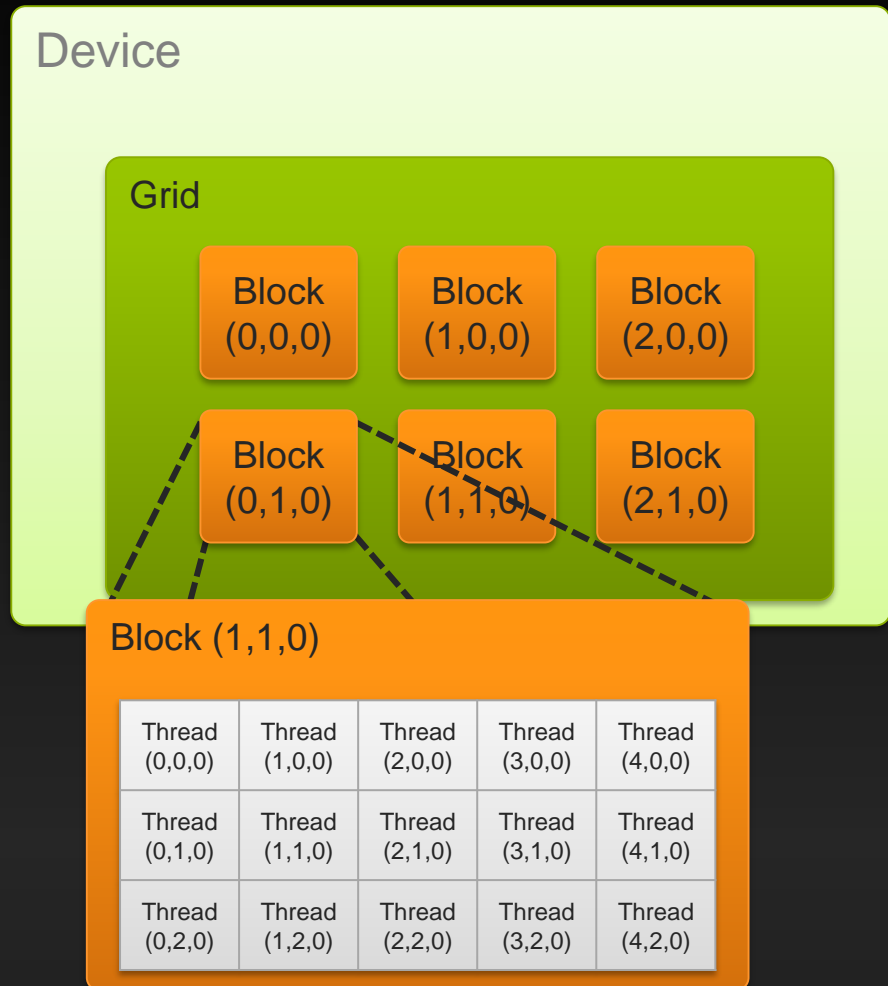 Device
Grid
Block
(0,0,0)
Block
(1,0,0)
Block
(2,0,0)
Block
(0,1,0)
Block
(1,1,0)
Block
(2,1,0)
Block (1,1,0)
Thread
(0,0,0)
Thread
(1,0,0)
Thread
(2,0,0)
Thread
(3,0,0)
Thread
(4,0,0)
Thread
(0,1,0)
Thread
(1,1,0)
Thread
(2,1,0)
Thread
(3,1,0)
Thread
(4,1,0)
Thread
(0,2,0)
Thread
(1,2,0)
Thread
(2,2,0)
Thread
(3,2,0)
Thread
(4,2,0)